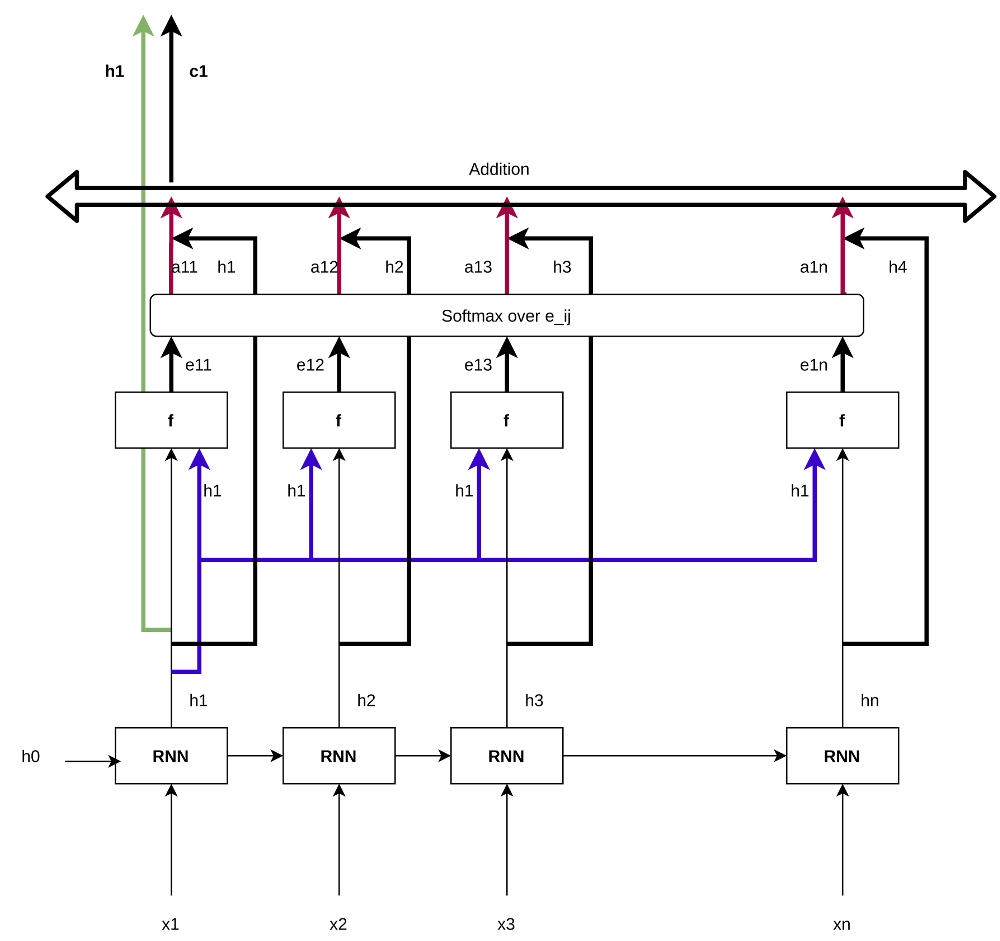 h1 c1
Addition
a11 h1 a12 h2 a13 h3 a1n h4
Softmax over e_ij
e11 e12 e13 e1n
f f f f
h1 h1 h1 h1
h1 h2 h3 hn
h0 RNN RNN RNN RNN
x1 x2 x3 xn